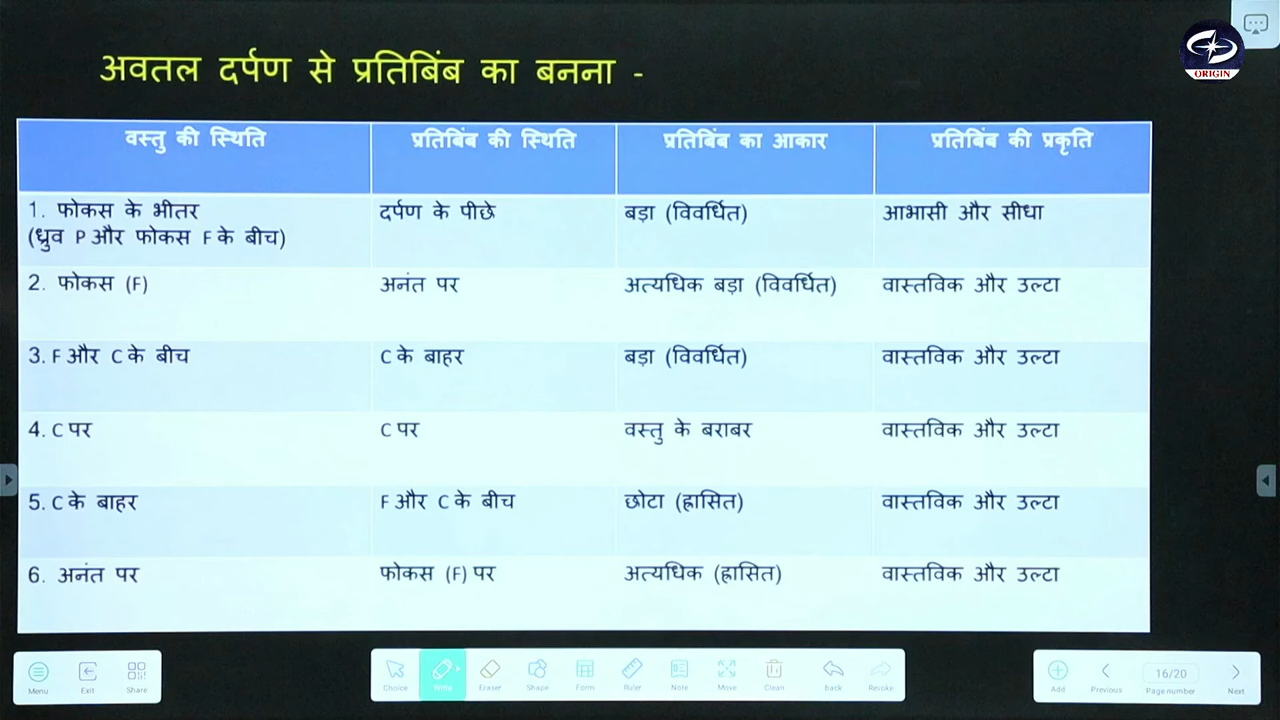 ORIGIN
अवतल दर्पण से प्रतिबिंब का बनना -
वस्तु की स्थिति प्रतिबिंब की स्थिति प्रतिबिंब का आकार प्रतिबिंब की प्रकृति
1. फोकस के भीतर दर्पण के पीछे बड़ा (विवर्धित) आभासी और सीधा
(ध्रुव P और फोकस F के बीच)
2. फोकस (F) अनंत पर अत्यधिक बड़ा (विवर्धित) वास्तविक और उल्टा
3. F और C के बीच C के बाहर बड़ा (विवर्धित) वास्तविक और उल्टा
4. C पर C पर वस्तु के बराबर वास्तविक और उल्टा
5. C के बाहर F और C के बीच छोटा (ह्रासित) वास्तविक और उल्टा
6. अनंत पर फोकस (F) पर अत्यधिक (ह्रासित) वास्तविक और उल्टा
Menu Exit Share Choice Write Eraser Shape Form Ruler Note Move Clean back Revoke Add Previous 16/20 Page number Next